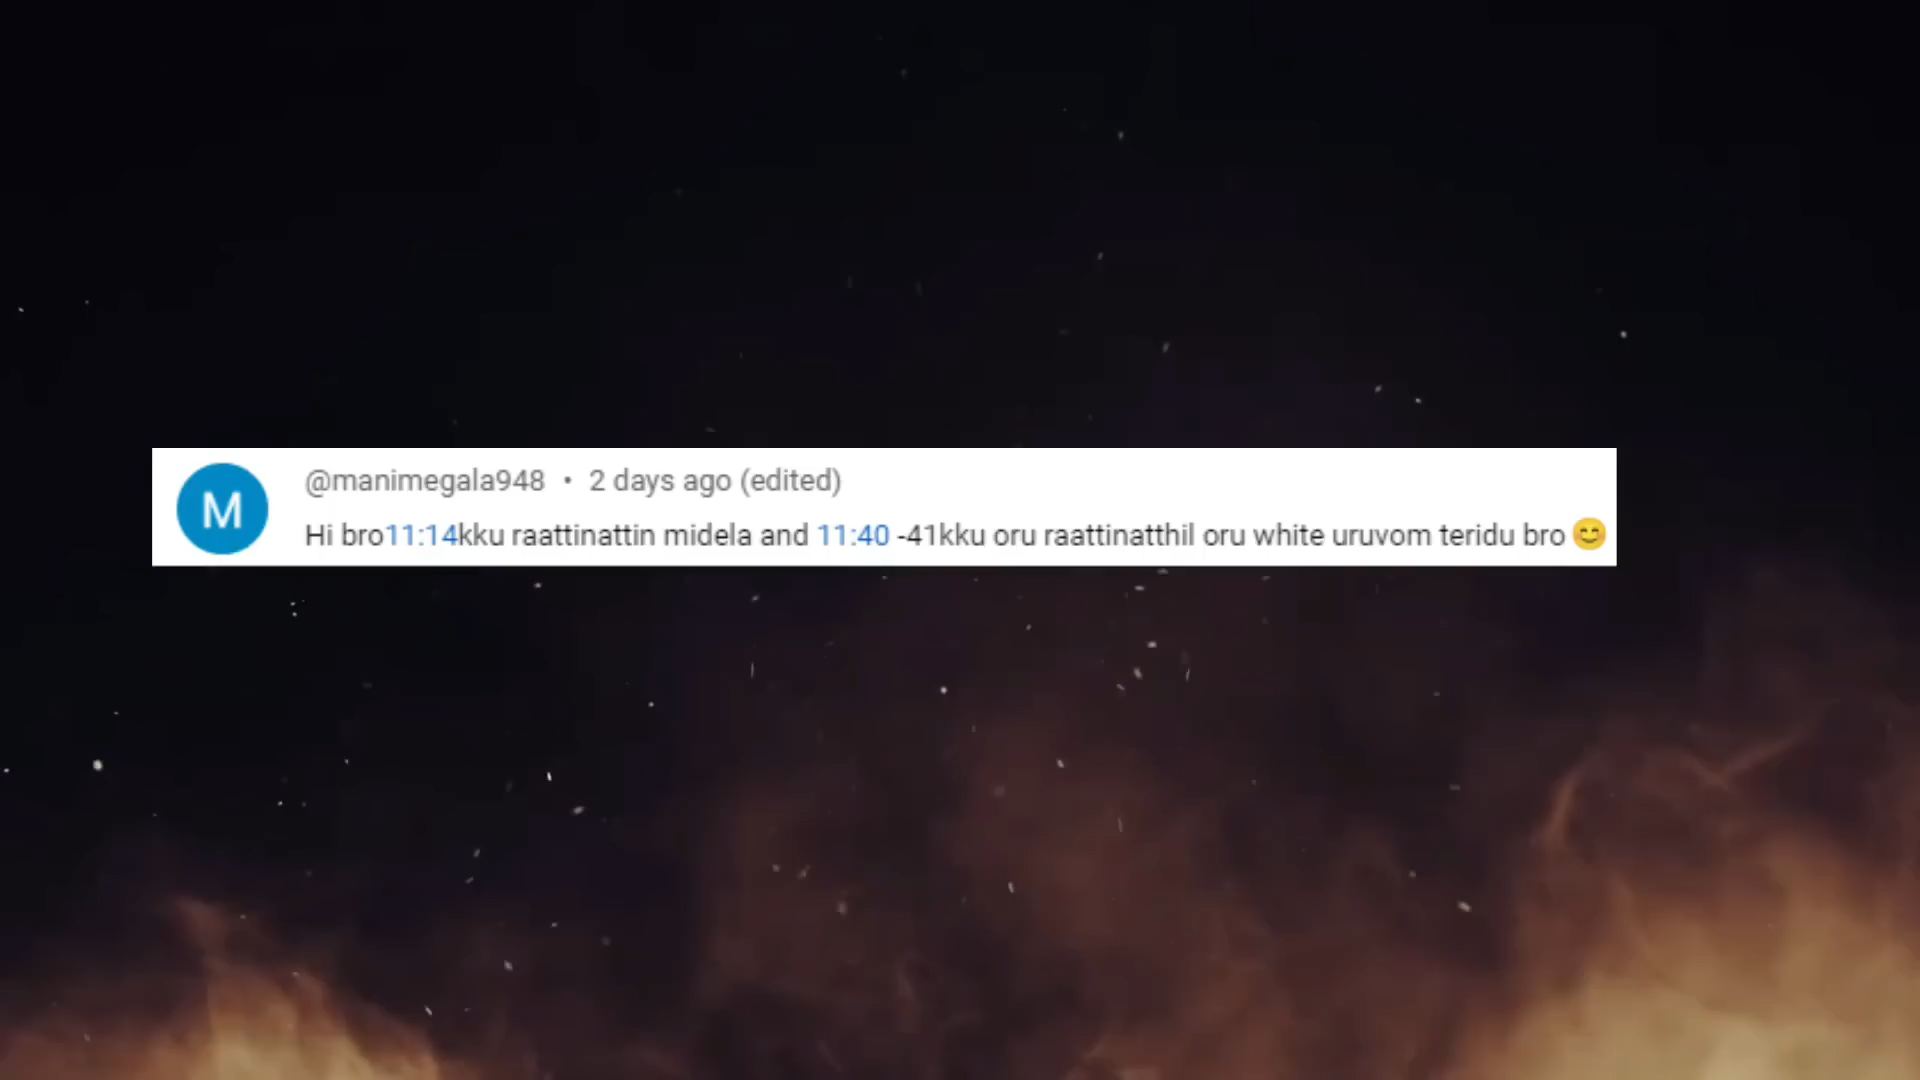 M
@manimegala948 • 2 days ago (edited)
Hi bro11:14kku raattinattin midela and 11:40 -41kku oru raattinatthil oru white uruvom teridu bro 😊